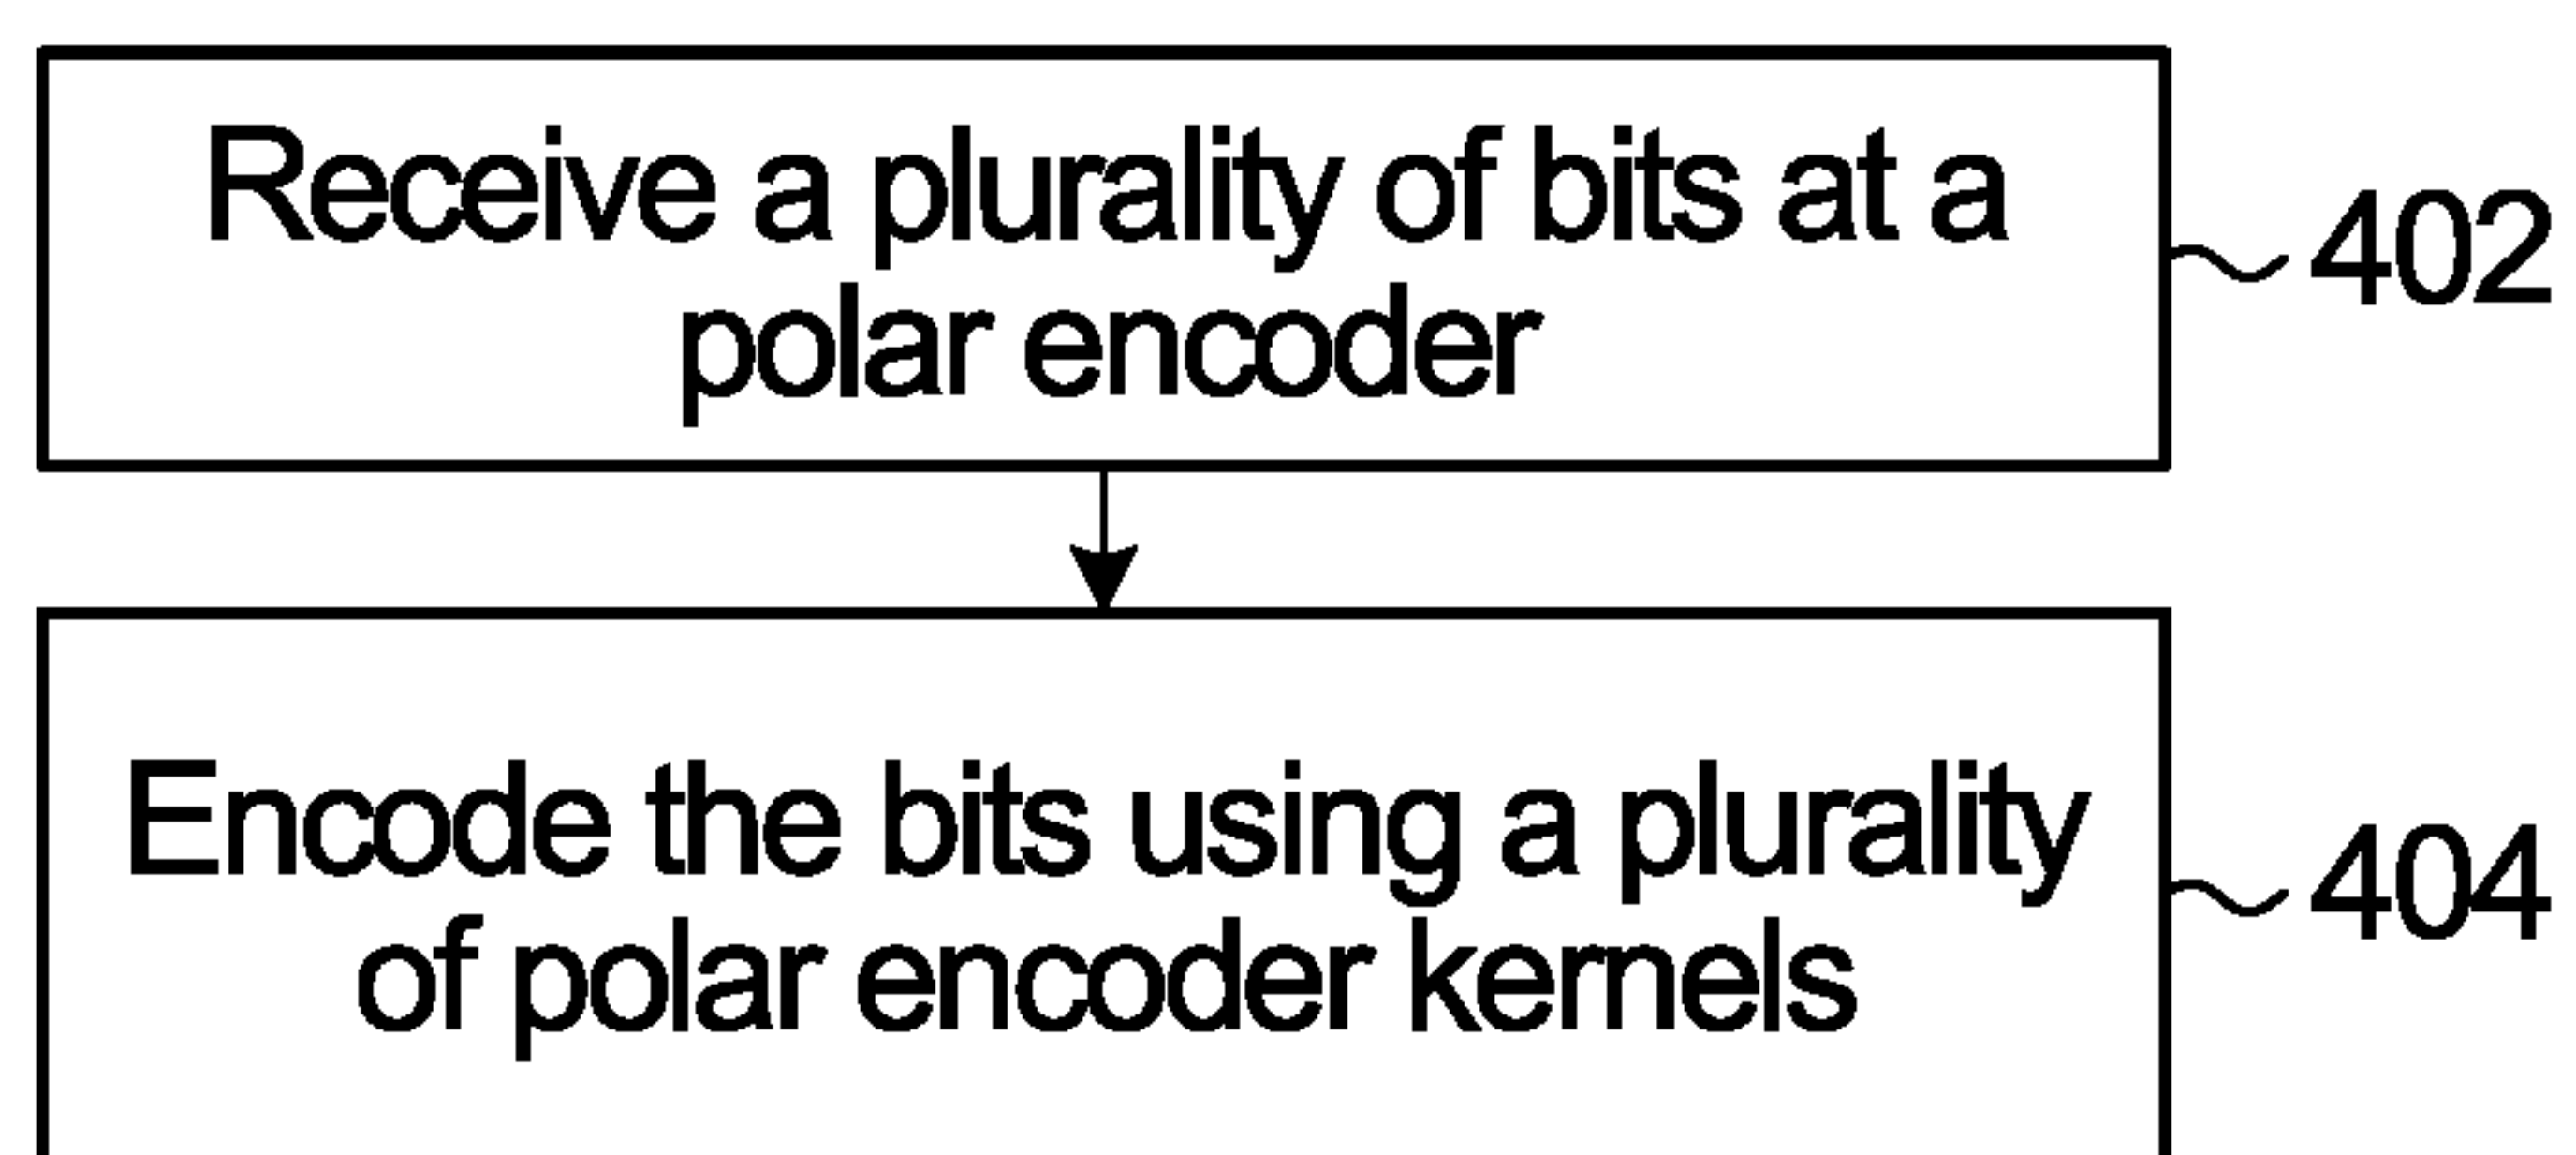 Receive a plurality of bits at a
polar encoder
402
Encode the bits using a plurality
of polar encoder kernels
404